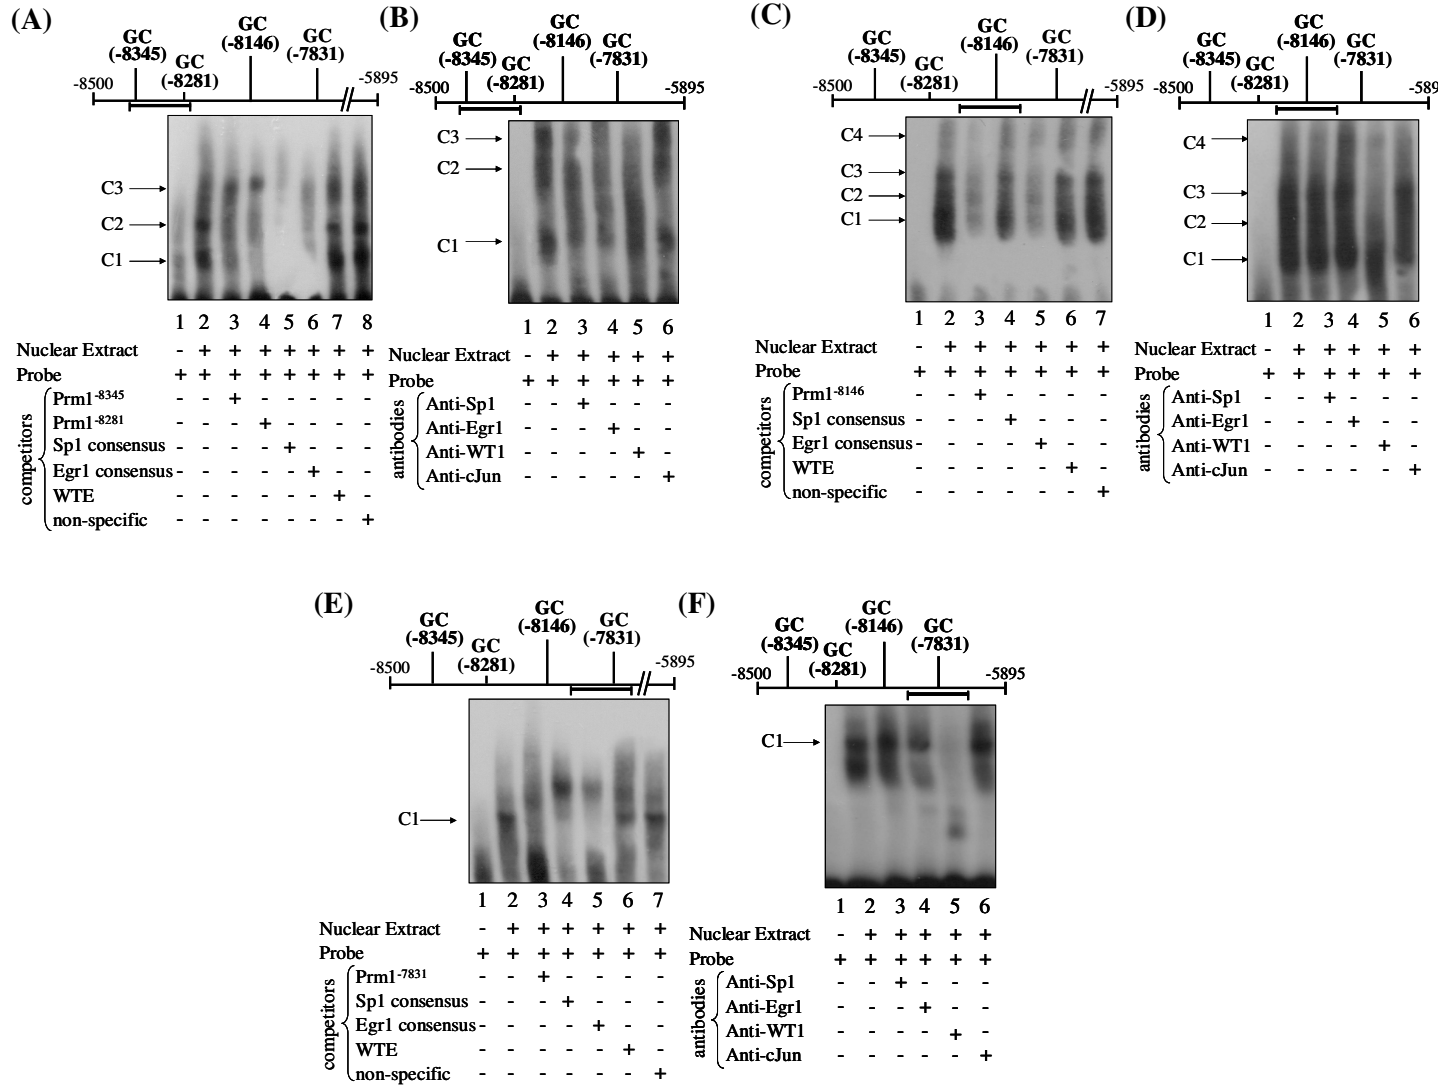 (A)
GC
(-8345)
GC
(-8281)
GC
(-8146)
GC
(-7831)
-8500
-5895
C3
C2
C1
1 2 3 4 5 6 7 8
Nuclear Extract - + + + + + + +
Probe + + + + + + + +
competitors
Prm1-8345 - - + - - - - -
Prm1-8281 - - - + - - - -
Sp1 consensus - - - - + - - -
Egr1 consensus - - - - - + - -
WTE - - - - - - + -
non-specific - - - - - - - +
(B)
GC
(-8345)
GC
(-8281)
GC
(-8146)
GC
(-7831)
-8500
-5895
C3
C2
C1
1 2 3 4 5 6
Nuclear Extract - + + + + +
Probe + + + + + +
antibodies
Anti-Sp1 - - + - - -
Anti-Egr1 - - - + - -
Anti-WT1 - - - - + -
Anti-cJun - - - - - +
(C)
GC
(-8345)
GC
(-8281)
GC
(-8146)
GC
(-7831)
-8500
-5895
C4
C3
C2
C1
1 2 3 4 5 6 7
Nuclear Extract - + + + + + +
Probe + + + + + + +
competitors
Prm1-8146 - - + - - - -
Sp1 consensus - - - + - - -
Egr1 consensus - - - - + - -
WTE - - - - - + -
non-specific - - - - - - +
(D)
GC
(-8345)
GC
(-8281)
GC
(-8146)
GC
(-7831)
-8500
-589
C4
C3
C2
C1
1 2 3 4 5 6
Nuclear Extract - + + + + +
Probe + + + + + +
antibodies
Anti-Sp1 - - + - - -
Anti-Egr1 - - - + - -
Anti-WT1 - - - - + -
Anti-cJun - - - - - +
(E)
GC
(-8345)
GC
(-8281)
GC
(-8146)
GC
(-7831)
-8500
-5895
C1
1 2 3 4 5 6 7
Nuclear Extract - + + + + + +
Probe + + + + + + +
competitors
Prm1-7831 - - + - - - -
Sp1 consensus - - - + - - -
Egr1 consensus - - - - + - -
WTE - - - - - + -
non-specific - - - - - - +
(F)
GC
(-8345)
GC
(-8281)
GC
(-8146)
GC
(-7831)
-8500
-5895
C1
1 2 3 4 5 6
Nuclear Extract - + + + + +
Probe + + + + + +
antibodies
Anti-Sp1 - - + - - -
Anti-Egr1 - - - + - -
Anti-WT1 - - - - + -
Anti-cJun - - - - - +